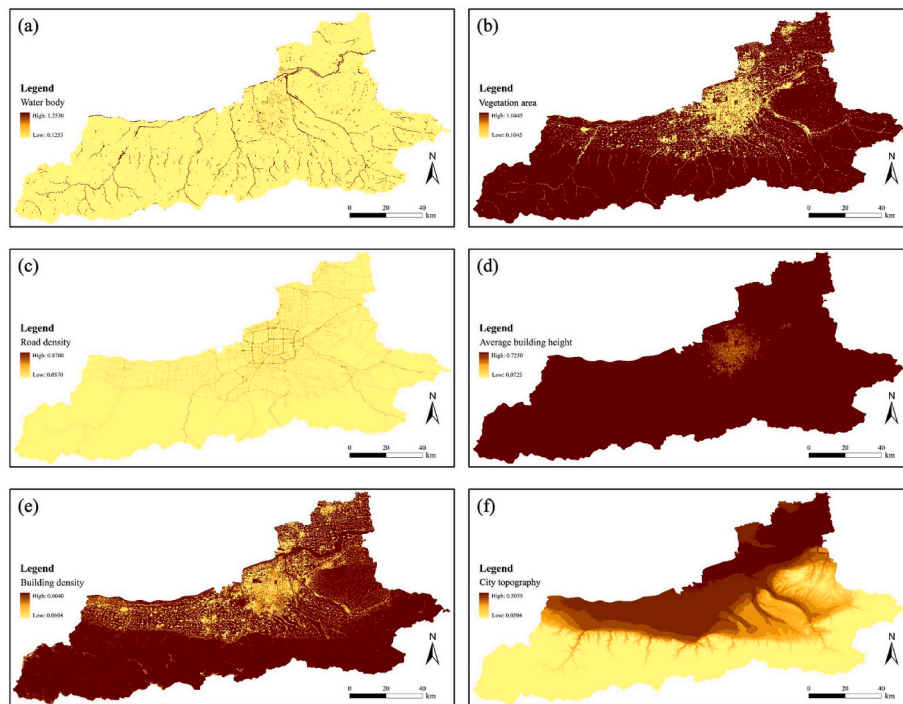 (a)
Legend
Water body
High: 1.2530
Low: 0.1253
N
0 20 40
km
(b)
Legend
Vegetation area
High: 1.0445
Low: 0.1045
N
0 20 40
km
(c)
Legend
Road density
High: 0.8700
Low: 0.0870
N
0 20 40
km
(d)
Legend
Average building height
High: 0.7250
Low: 0.0725
N
0 20 40
km
(e)
Legend
Building density
High: 0.6040
Low: 0.0604
N
0 20 40
km
(f)
Legend
City topography
High: 0.5035
Low: 0.0504
N
0 20 40
km